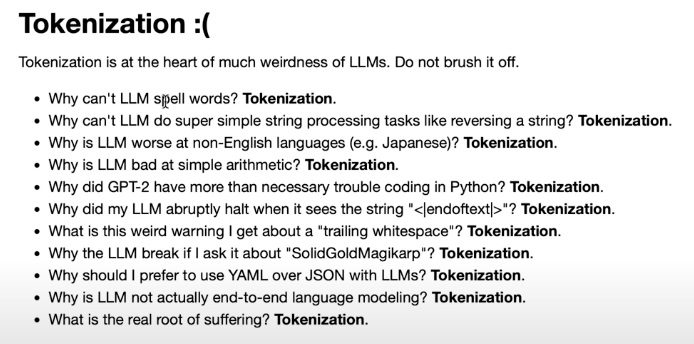 Tokenization :(
Tokenization is at the heart of much weirdness of LLMs. Do not brush it off.
• Why can't LLM spell words? Tokenization.
• Why can't LLM do super simple string processing tasks like reversing a string? Tokenization.
• Why is LLM worse at non-English languages (e.g. Japanese)? Tokenization.
• Why is LLM bad at simple arithmetic? Tokenization.
• Why did GPT-2 have more than necessary trouble coding in Python? Tokenization.
• Why did my LLM abruptly halt when it sees the string "<|endoftext|>"? Tokenization.
• What is this weird warning I get about a "trailing whitespace"? Tokenization.
• Why the LLM break if I ask it about "SolidGoldMagikarp"? Tokenization.
• Why should I prefer to use YAML over JSON with LLMs? Tokenization.
• Why is LLM not actually end-to-end language modeling? Tokenization.
• What is the real root of suffering? Tokenization.